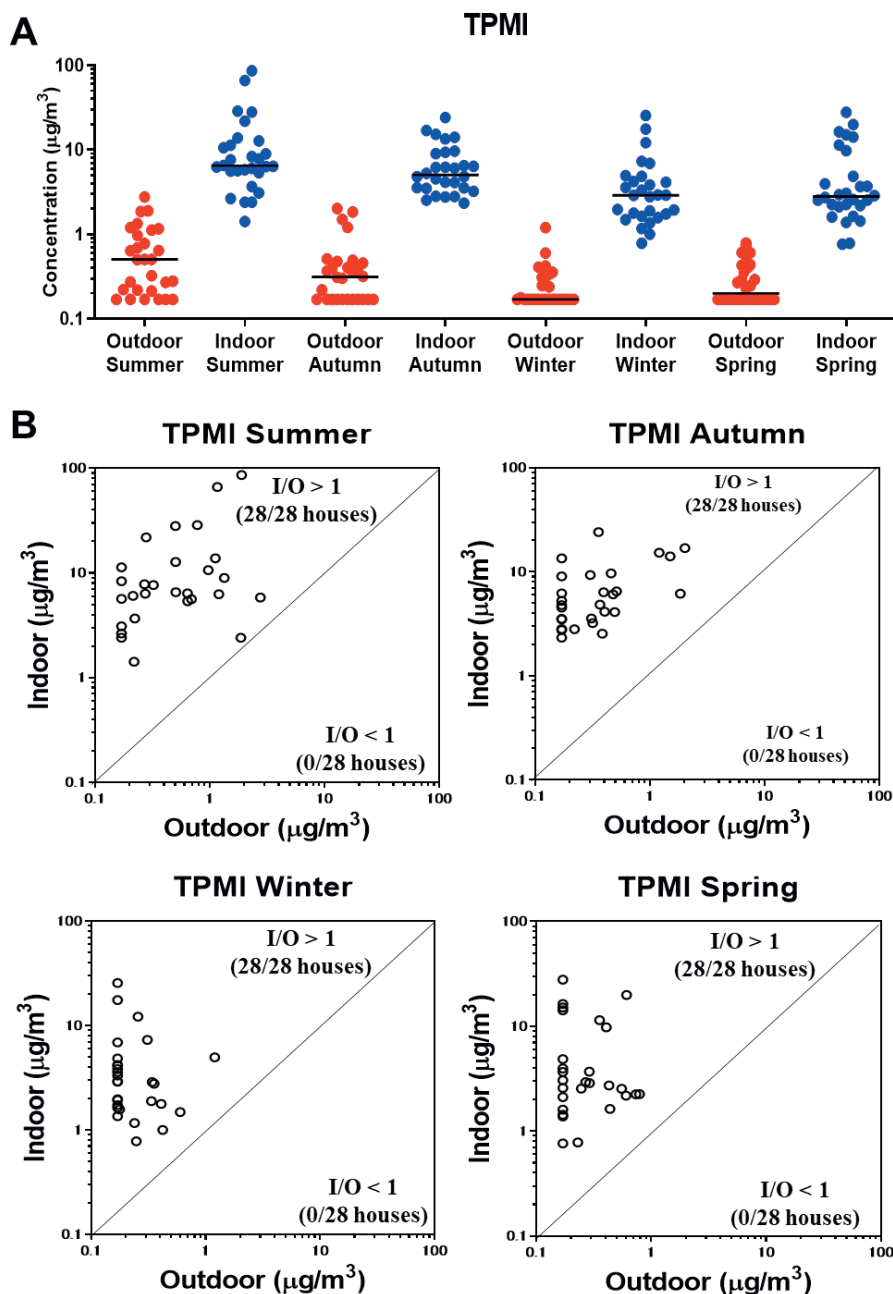 A
TPMI
Concentration (µg/m³)
100
10
1
0.1
Outdoor Summer
Indoor Summer
Outdoor Autumn
Indoor Autumn
Outdoor Winter
Indoor Winter
Outdoor Spring
Indoor Spring
B
TPMI Summer
Indoor (µg/m³)
100
10
1
0.1
I/O > 1
(28/28 houses)
I/O < 1
(0/28 houses)
0.1 1 10 100
Outdoor (µg/m³)
TPMI Autumn
Indoor (µg/m³)
100
10
1
0.1
I/O > 1
(28/28 houses)
I/O < 1
(0/28 houses)
0.1 1 10 100
Outdoor (µg/m³)
TPMI Winter
Indoor (µg/m³)
100
10
1
0.1
I/O > 1
(28/28 houses)
I/O < 1
(0/28 houses)
0.1 1 10 100
Outdoor (µg/m³)
TPMI Spring
Indoor (µg/m³)
100
10
1
0.1
I/O > 1
(28/28 houses)
I/O < 1
(0/28 houses)
0.1 1 10 100
Outdoor (µg/m³)